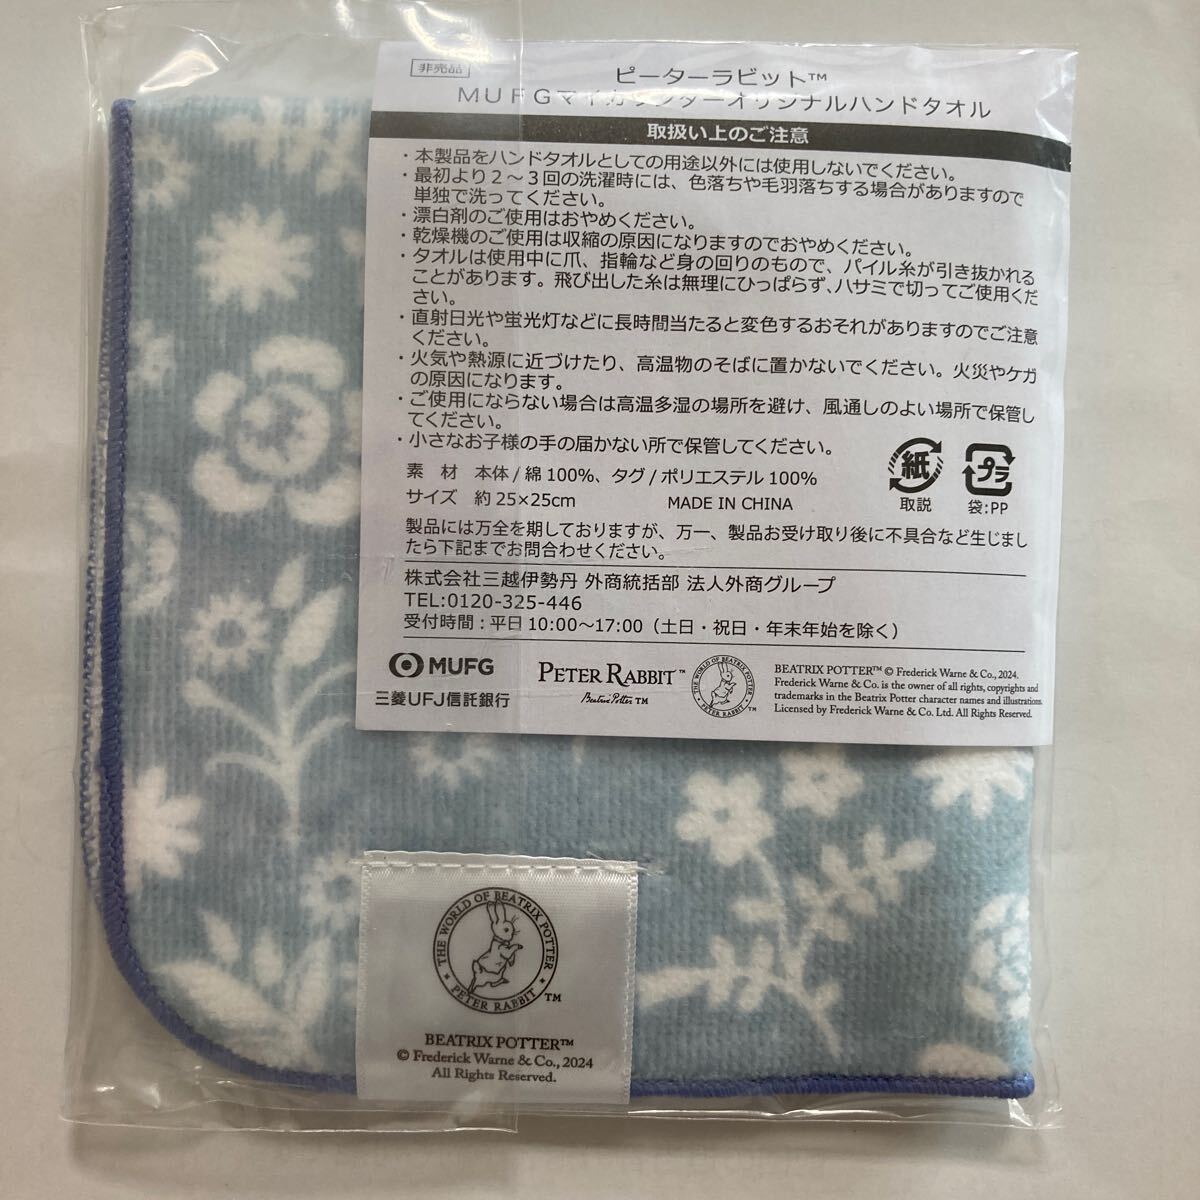 非売品
ピーターラビット™
MUFGマイカレンダーオリジナルハンドタオル
取扱い上のご注意
・本製品をハンドタオルとしての用途以外には使用しないでください。
・最初より2～3回の洗濯時には、色落ちや毛羽落ちする場合がありますので
単独で洗ってください。
・漂白剤のご使用はおやめください。
・乾燥機のご使用は収縮の原因になりますのでおやめください。
・タオルは使用中に爪、指輪など身の回りのもので、パイル糸が引き抜かれる
ことがあります。飛び出した糸は無理にひっぱらず、ハサミで切ってご使用くだ
さい。
・直射日光や蛍光灯などに長時間当たると変色するおそれがありますのでご注意
ください。
・火気や熱源に近づけたり、高温物のそばに置かないでください。火災やケガ
の原因になります。
・ご使用にならない場合は高温多湿の場所を避け、風通しのよい場所で保管し
てください。
・小さなお子様の手の届かない所で保管してください。
素 材 本体/綿100%、タグ/ポリエステル100%
サイズ 約25×25cm MADE IN CHINA
紙
取説
プラ
袋:PP
製品には万全を期しておりますが、万一、製品お受け取り後に不具合など生じまし
たら下記までお問合わせください。
株式会社三越伊勢丹 外商統括部 法人外商グループ
TEL:0120-325-446
受付時間：平日10:00～17:00（土日・祝日・年末年始を除く）
MUFG
三菱UFJ信託銀行
PETER RABBIT™
Beatrix Potter™
THE WORLD OF BEATRIX POTTER
PETER RABBIT
TM
BEATRIX POTTER™ © Frederick Warne & Co., 2024.
Frederick Warne & Co. is the owner of all rights, copyrights and
trademarks in the Beatrix Potter character names and illustrations.
Licensed by Frederick Warne & Co. Ltd. All Rights Reserved.
THE WORLD OF BEATRIX POTTER
PETER RABBIT
TM
BEATRIX POTTER™
© Frederick Warne & Co., 2024
All Rights Reserved.